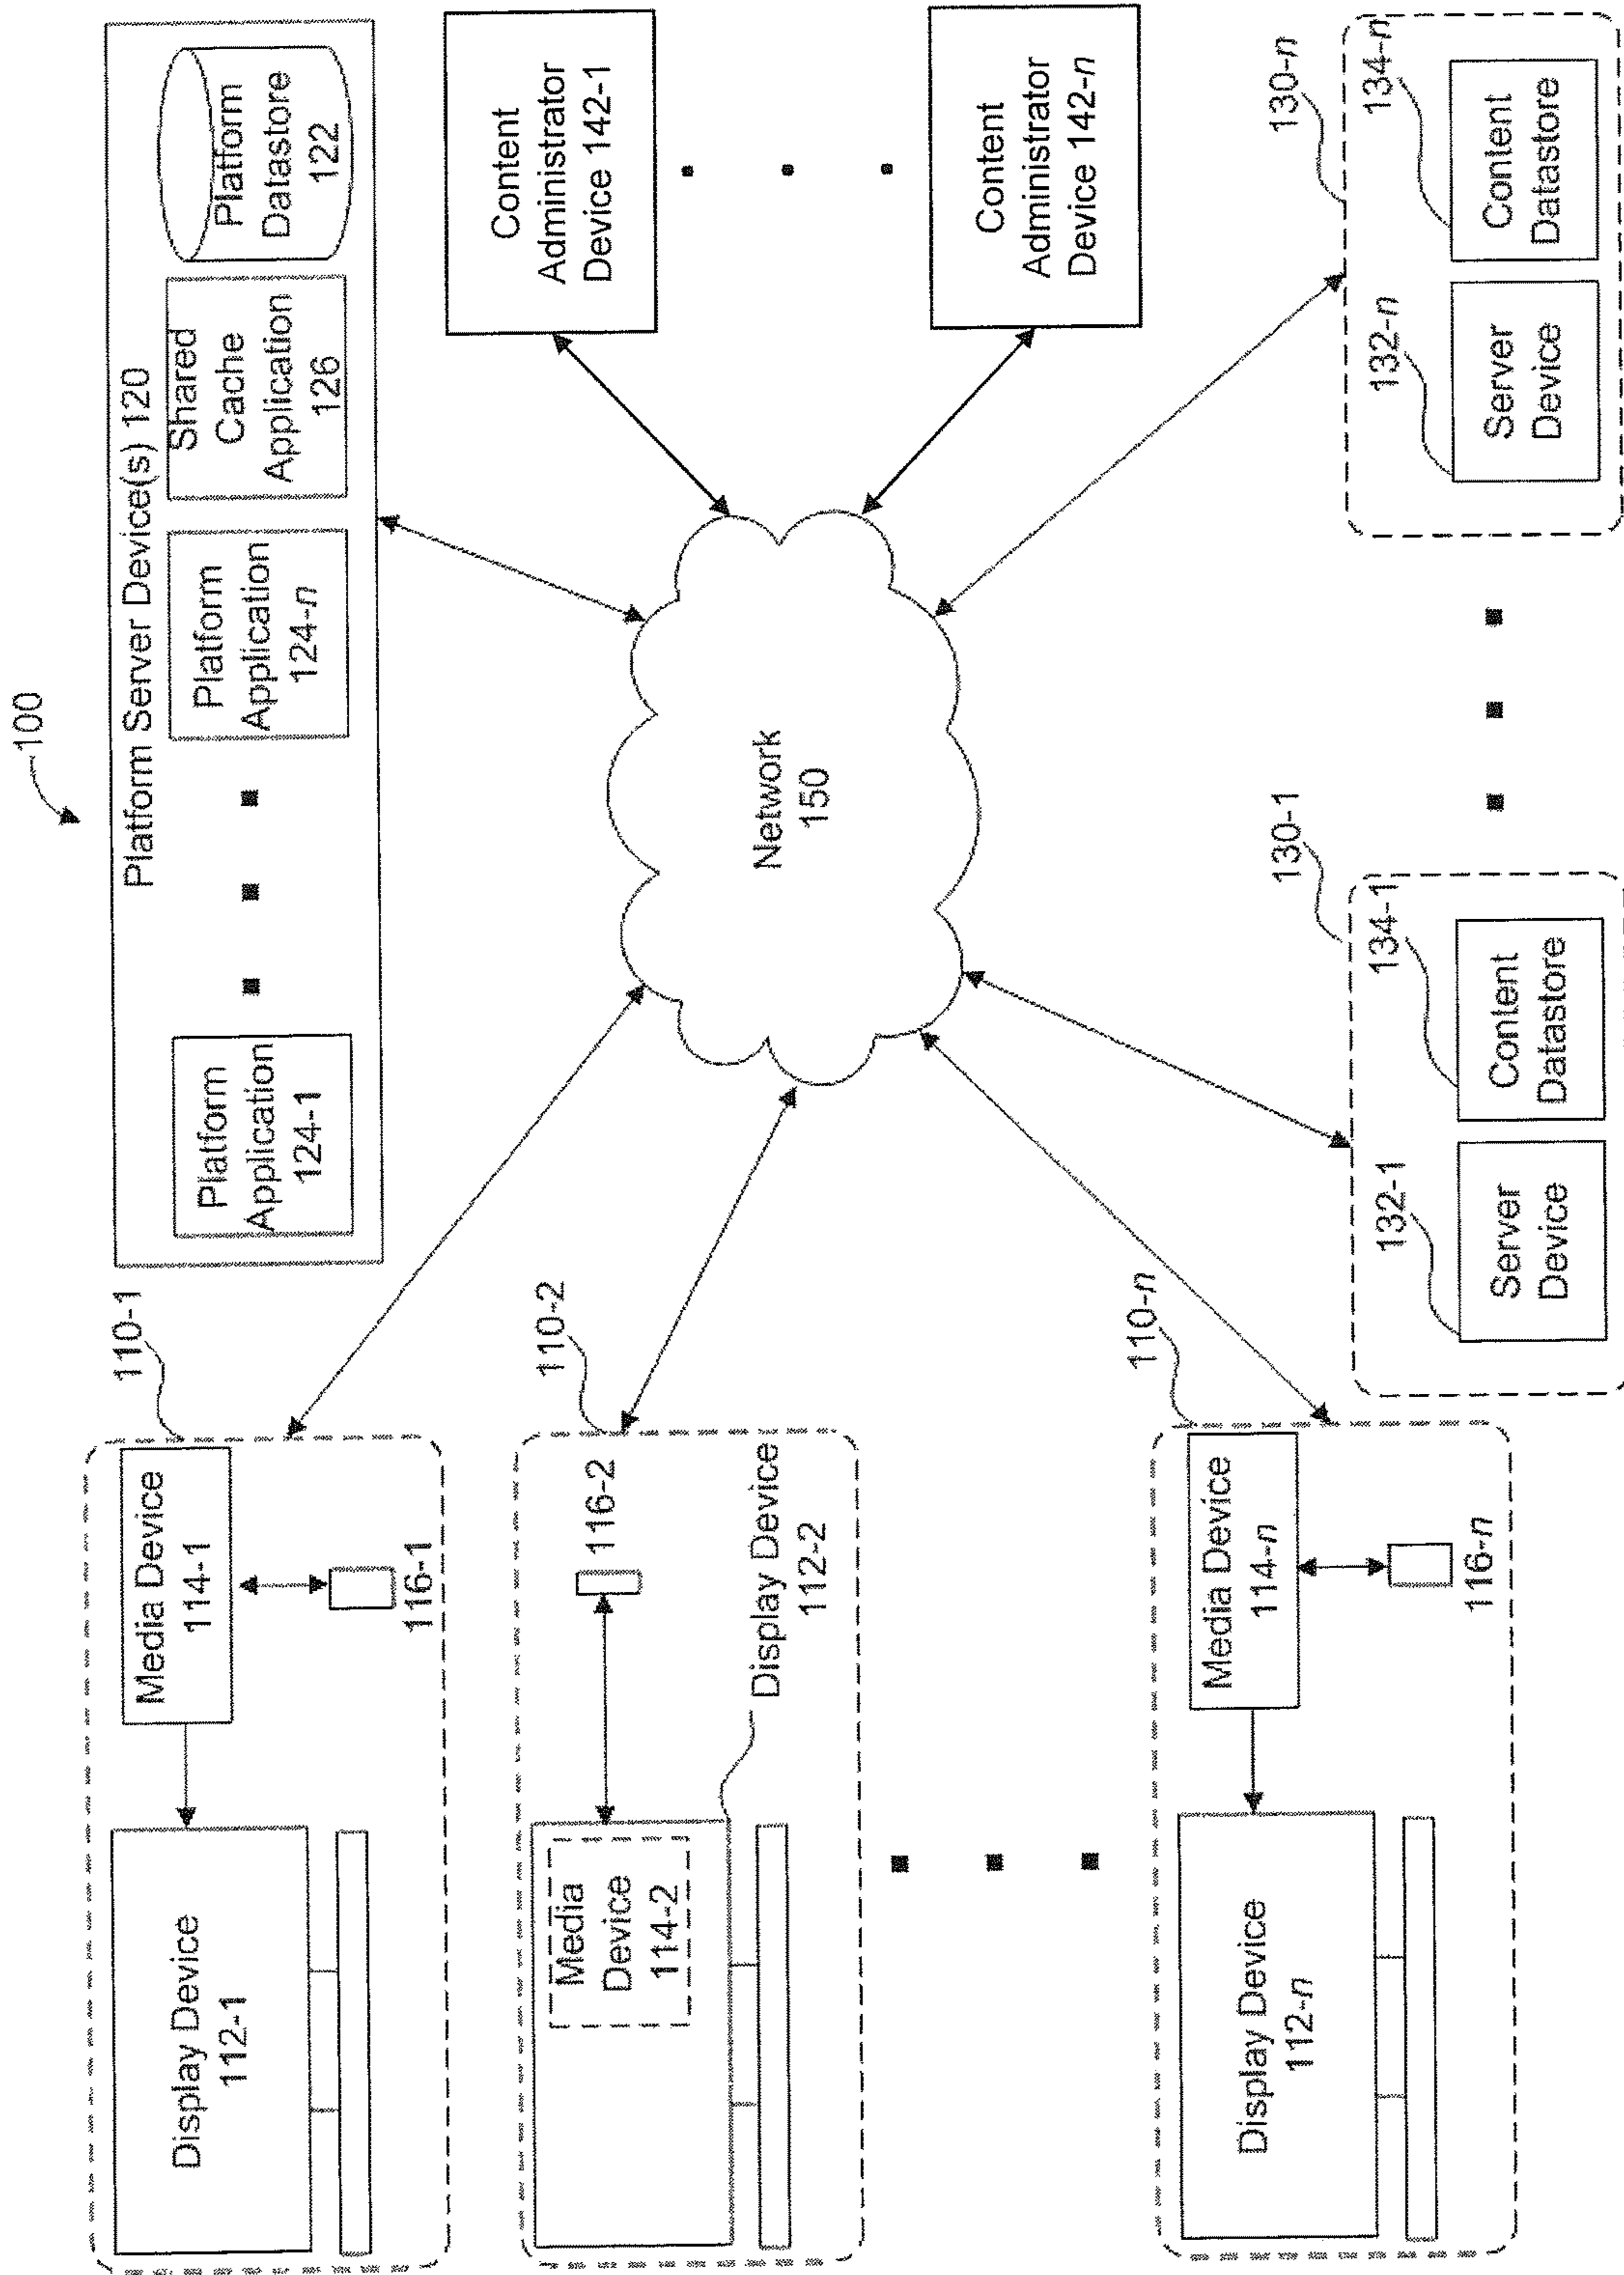 100
Platform Server Device(s) 120
Platform
Application
124-1
Platform
Application
124-n
Shared
Cache
Application
126
Platform
Datastore
122
110-1
Display Device
112-1
Media Device
114-1
116-1
110-2
Media
Device
114-2
116-2
Display Device
112-2
110-n
Display Device
112-n
Media Device
114-n
116-n
Network
150
Content
Administrator
Device 142-1
Content
Administrator
Device 142-n
130-1
132-1
134-1
Server
Device
Content
Datastore
130-n
132-n
134-n
Server
Device
Content
Datastore